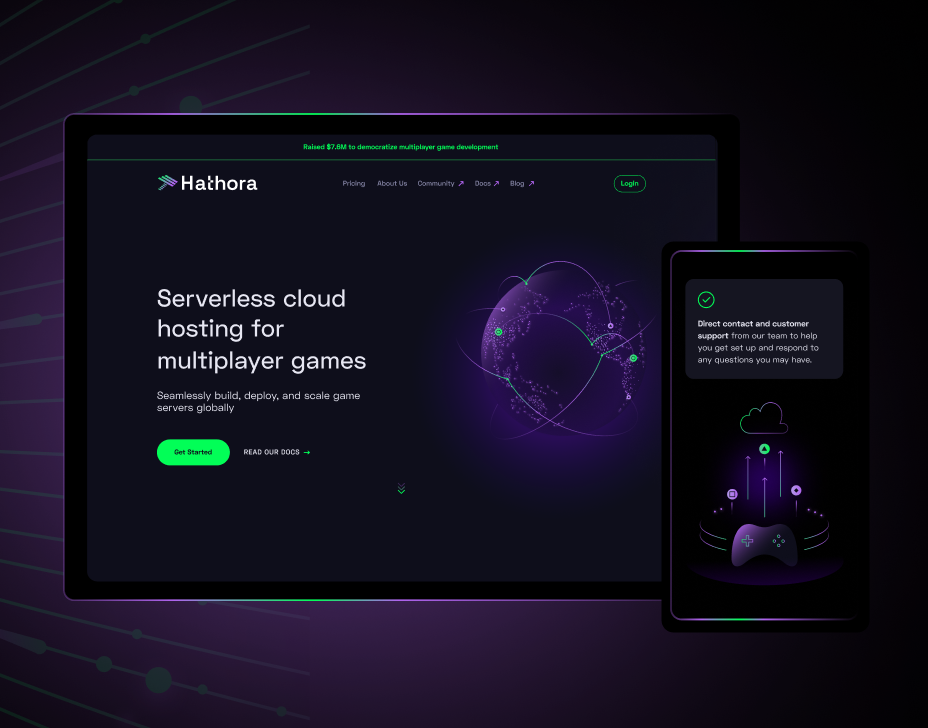 Raised $7.6M to democratize multiplayer game development
Hathora
Pricing About Us Community Docs Blog
Login
Serverless cloud
hosting for
multiplayer games
Seamlessly build, deploy, and scale game
servers globally
Get Started
READ OUR DOCS
Direct contact and customer
support from our team to help
you get set up and respond to
any questions you may have.